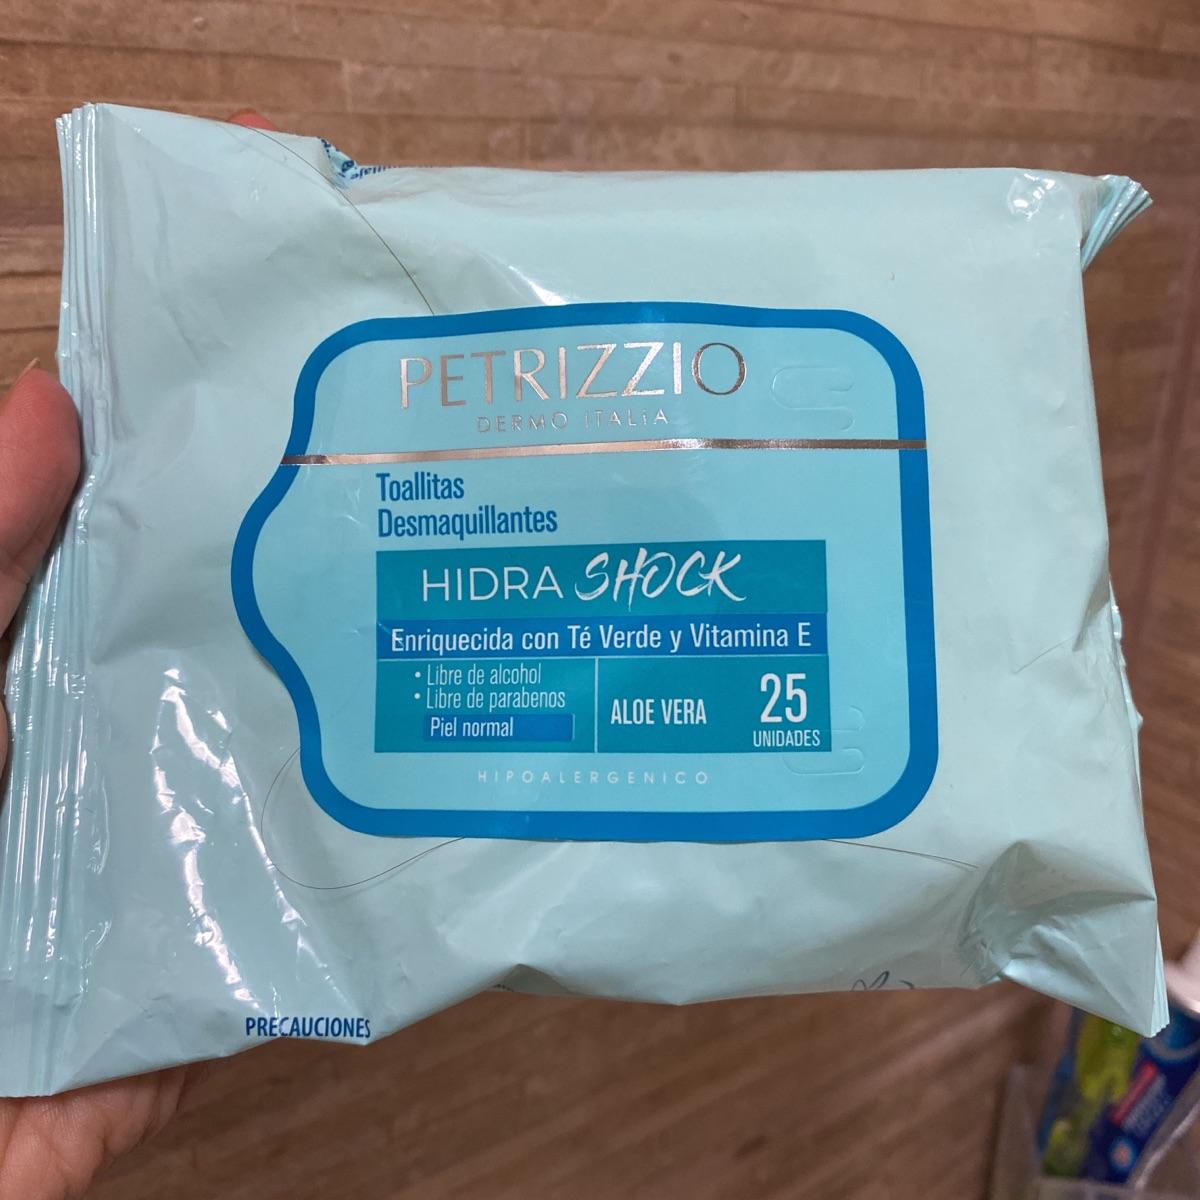 PETRIZZIO
DERMO ITALiA
Toallitas
Desmaquillantes
HIDRA SHOCK
Enriquecida con Té Verde y Vitamina E
• Libre de alcohol
• Libre de parabenos
Piel normal
ALOE VERA
25
UNIDADES
HIPOALERGENICO
PRECAUCIONES